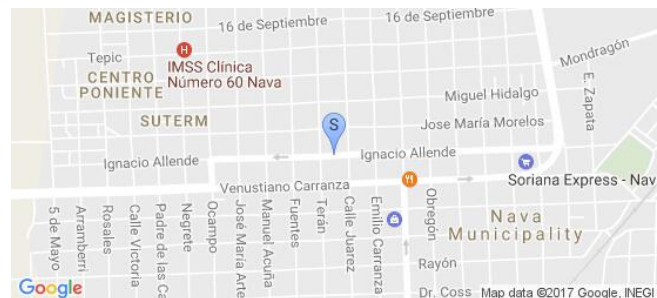 MAGISTERIO
16 de Septiembre
16 de Septiembre
Tepic
H
IMSS Clínica
Número 60 Nava
CENTRO
PONIENTE
Mondragón
E. Zapata
Miguel Hidalgo
SUTERM
S
José María Morelos
Ignacio Allende
Ignacio Allende
Soriana Express - Nav
Venustiano Carranza
5 de Mayo
Arramberri
Rosales
Calle Victoria
Padre de las Ca
Negrete
Ocampo
José María Arte
Manuel Acuña
Fuentes
Terán
Calle Juarez
Emilio Carranza
Obregón
Nava
Municipality
Rayón
Dr. Coss
Google
Map data ©2017 Google, INEGI